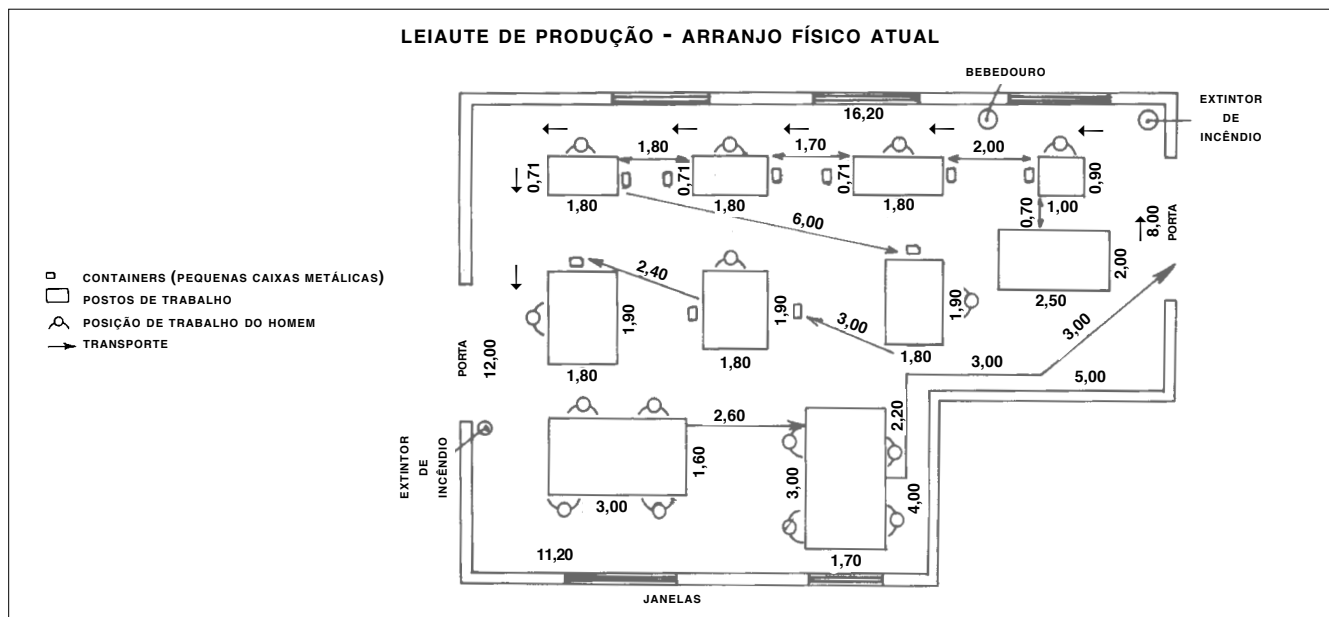 LEIAUTE DE PRODUÇÃO - ARRANJO FÍSICO ATUAL
BEBEDOURO
EXTINTOR
DE
INCÊNDIO
16,20
1,80
1,70
2,00
0,71
0,71
0,71
0,90
1,80
1,80
1,80
1,00
0,70
6,00
8,00
PORTA
2,00
2,50
CONTAINERS (PEQUENAS CAIXAS METÁLICAS)
POSTOS DE TRABALHO
POSIÇÃO DE TRABALHO DO HOMEM
TRANSPORTE
2,40
1,90
1,90
1,90
3,00
3,00
1,80
1,80
1,80
PORTA
12,00
3,00
5,00
2,60
2,20
1,60
3,00
4,00
EXTINTOR
DE
INCÊNDIO
3,00
11,20
1,70
JANELAS